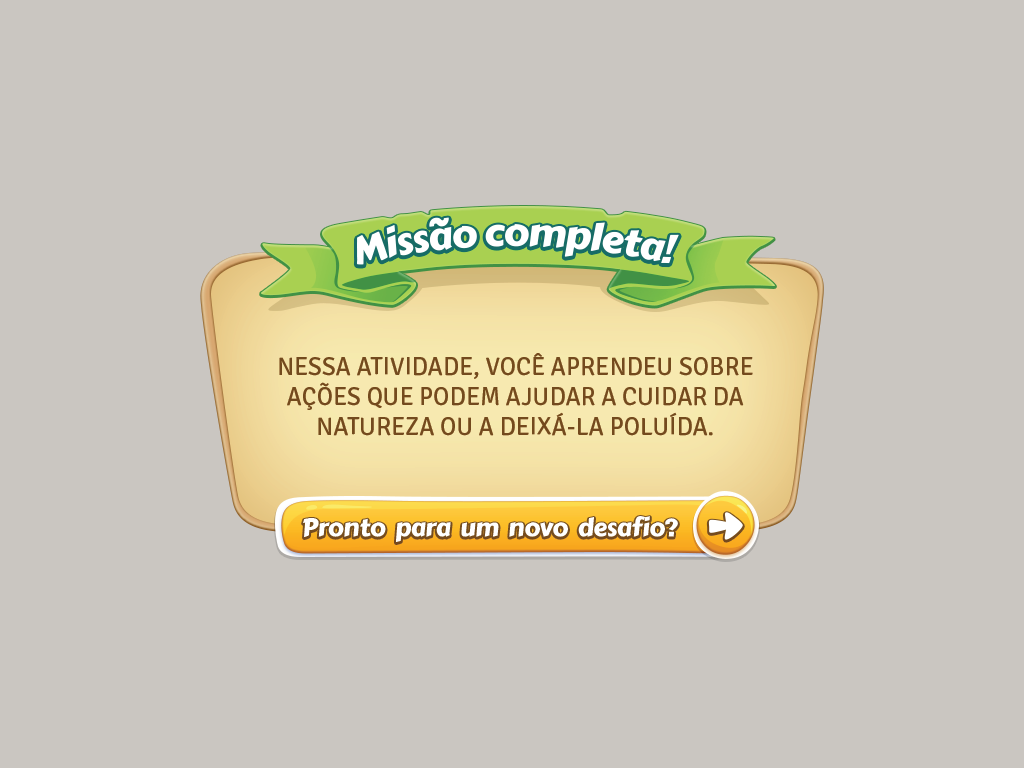 Missão completa!
NESSA ATIVIDADE, VOCÊ APRENDEU SOBRE
AÇÕES QUE PODEM AJUDAR A CUIDAR DA
NATUREZA OU A DEIXÁ-LA POLUÍDA.
Pronto para um novo desafio?